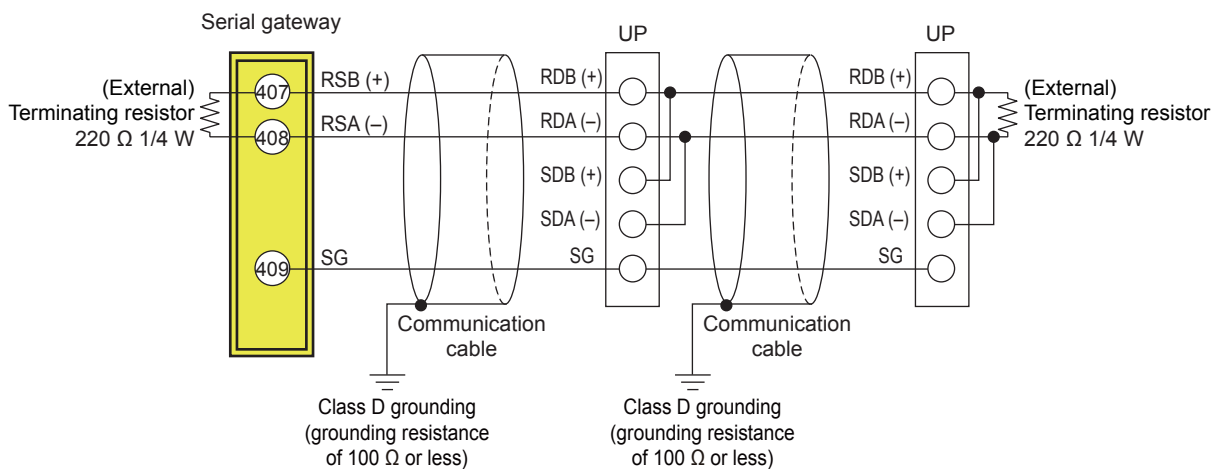 Serial gateway
UP
UP
(External)
Terminating resistor
220 Ω 1/4 W
407
RSB (+)
RDB (+)
RDB (+)
(External)
Terminating resistor
220 Ω 1/4 W
408
RSA (–)
RDA (–)
RDA (–)
SDB (+)
SDB (+)
SDA (–)
SDA (–)
409
SG
SG
SG
Communication
cable
Communication
cable
Class D grounding
(grounding resistance
of 100 Ω or less)
Class D grounding
(grounding resistance
of 100 Ω or less)